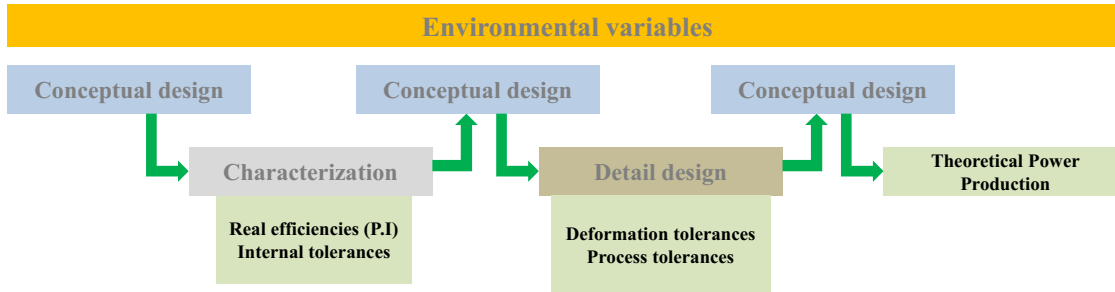 Environmental variables
Conceptual design
Conceptual design
Conceptual design
Characterization
Detail design
Theoretical Power
Production
Real efficiencies (P.I)
Internal tolerances
Deformation tolerances
Process tolerances